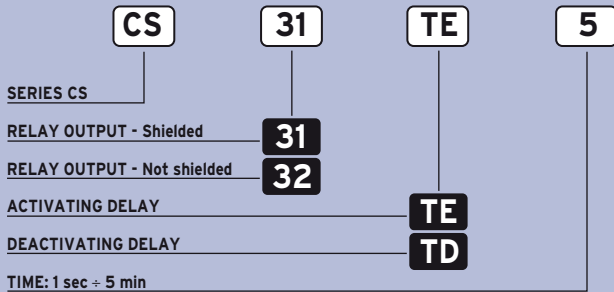 CS 31 TE 5
SERIES CS
RELAY OUTPUT - Shielded 31
RELAY OUTPUT - Not shielded 32
ACTIVATING DELAY TE
DEACTIVATING DELAY TD
TIME: 1 sec ÷ 5 min